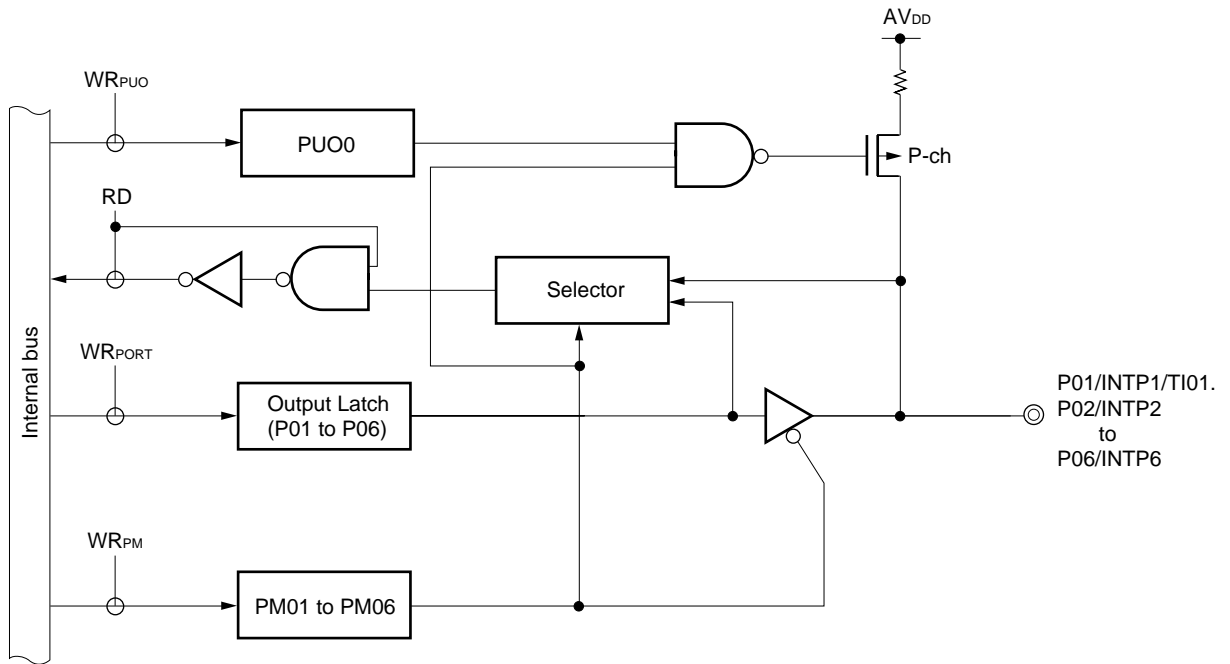 AVDD
WRPUO
PUO0
P-ch
RD
Selector
Internal bus
WRPORT
Output Latch
(P01 to P06)
P01/INTP1/TI01.
P02/INTP2
to
P06/INTP6
WRPM
PM01 to PM06